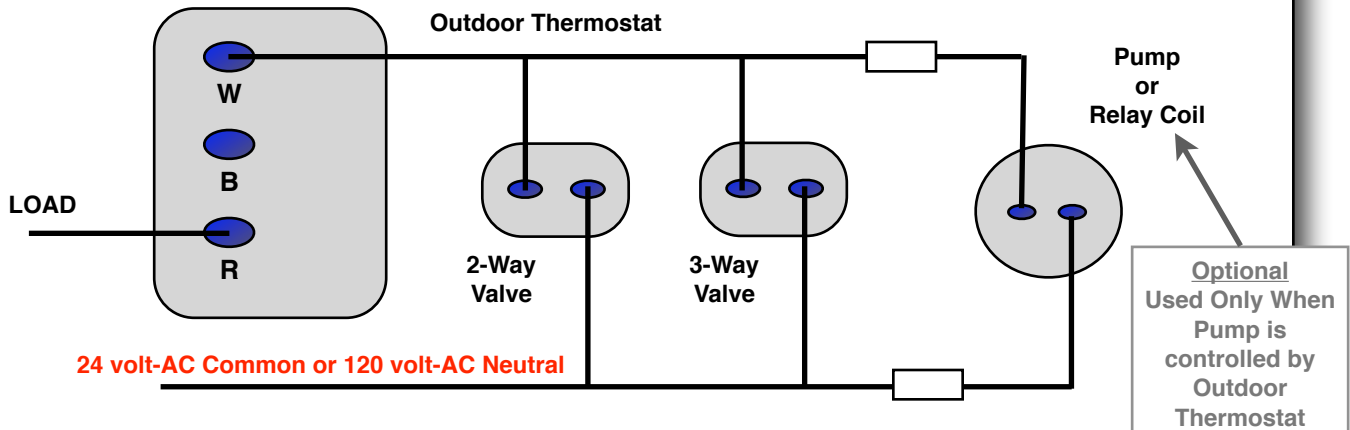 Outdoor Thermostat
W
B
R
LOAD
2-Way
Valve
3-Way
Valve
Pump
or
Relay Coil
24 volt-AC Common or 120 volt-AC Neutral
Optional
Used Only When
Pump is
controlled by
Outdoor
Thermostat